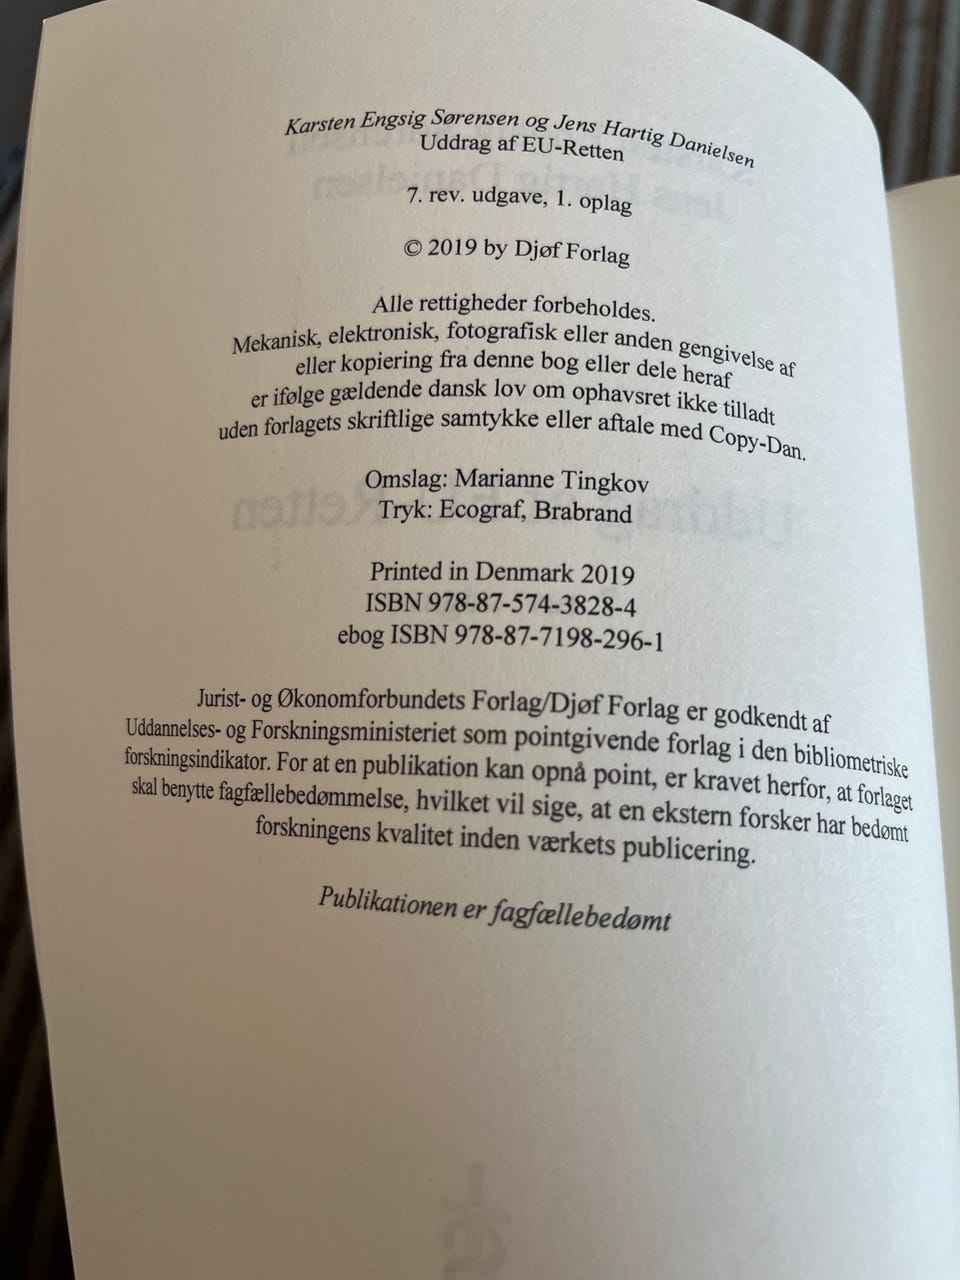 Karsten Engsig Sørensen og Jens Hartig Danielsen
Uddrag af EU-Retten
7. rev. udgave, 1. oplag
© 2019 by Djøf Forlag
Alle rettigheder forbeholdes.
Mekanisk, elektronisk, fotografisk eller anden gengivelse af
eller kopiering fra denne bog eller dele heraf
er ifølge gældende dansk lov om ophavsret ikke tilladt
uden forlagets skriftlige samtykke eller aftale med Copy-Dan.
Omslag: Marianne Tingkov
Tryk: Ecograf, Brabrand
Printed in Denmark 2019
ISBN 978-87-574-3828-4
ebog ISBN 978-87-7198-296-1
Jurist- og Økonomforbundets Forlag/Djøf Forlag er godkendt af
Uddannelses- og Forskningsministeriet som pointgivende forlag i den bibliometriske
forskningsindikator. For at en publikation kan opnå point, er kravet herfor, at forlaget
skal benytte fagfællebedømmelse, hvilket vil sige, at en ekstern forsker har bedømt
forskningens kvalitet inden værkets publicering.
Publikationen er fagfællebedømt